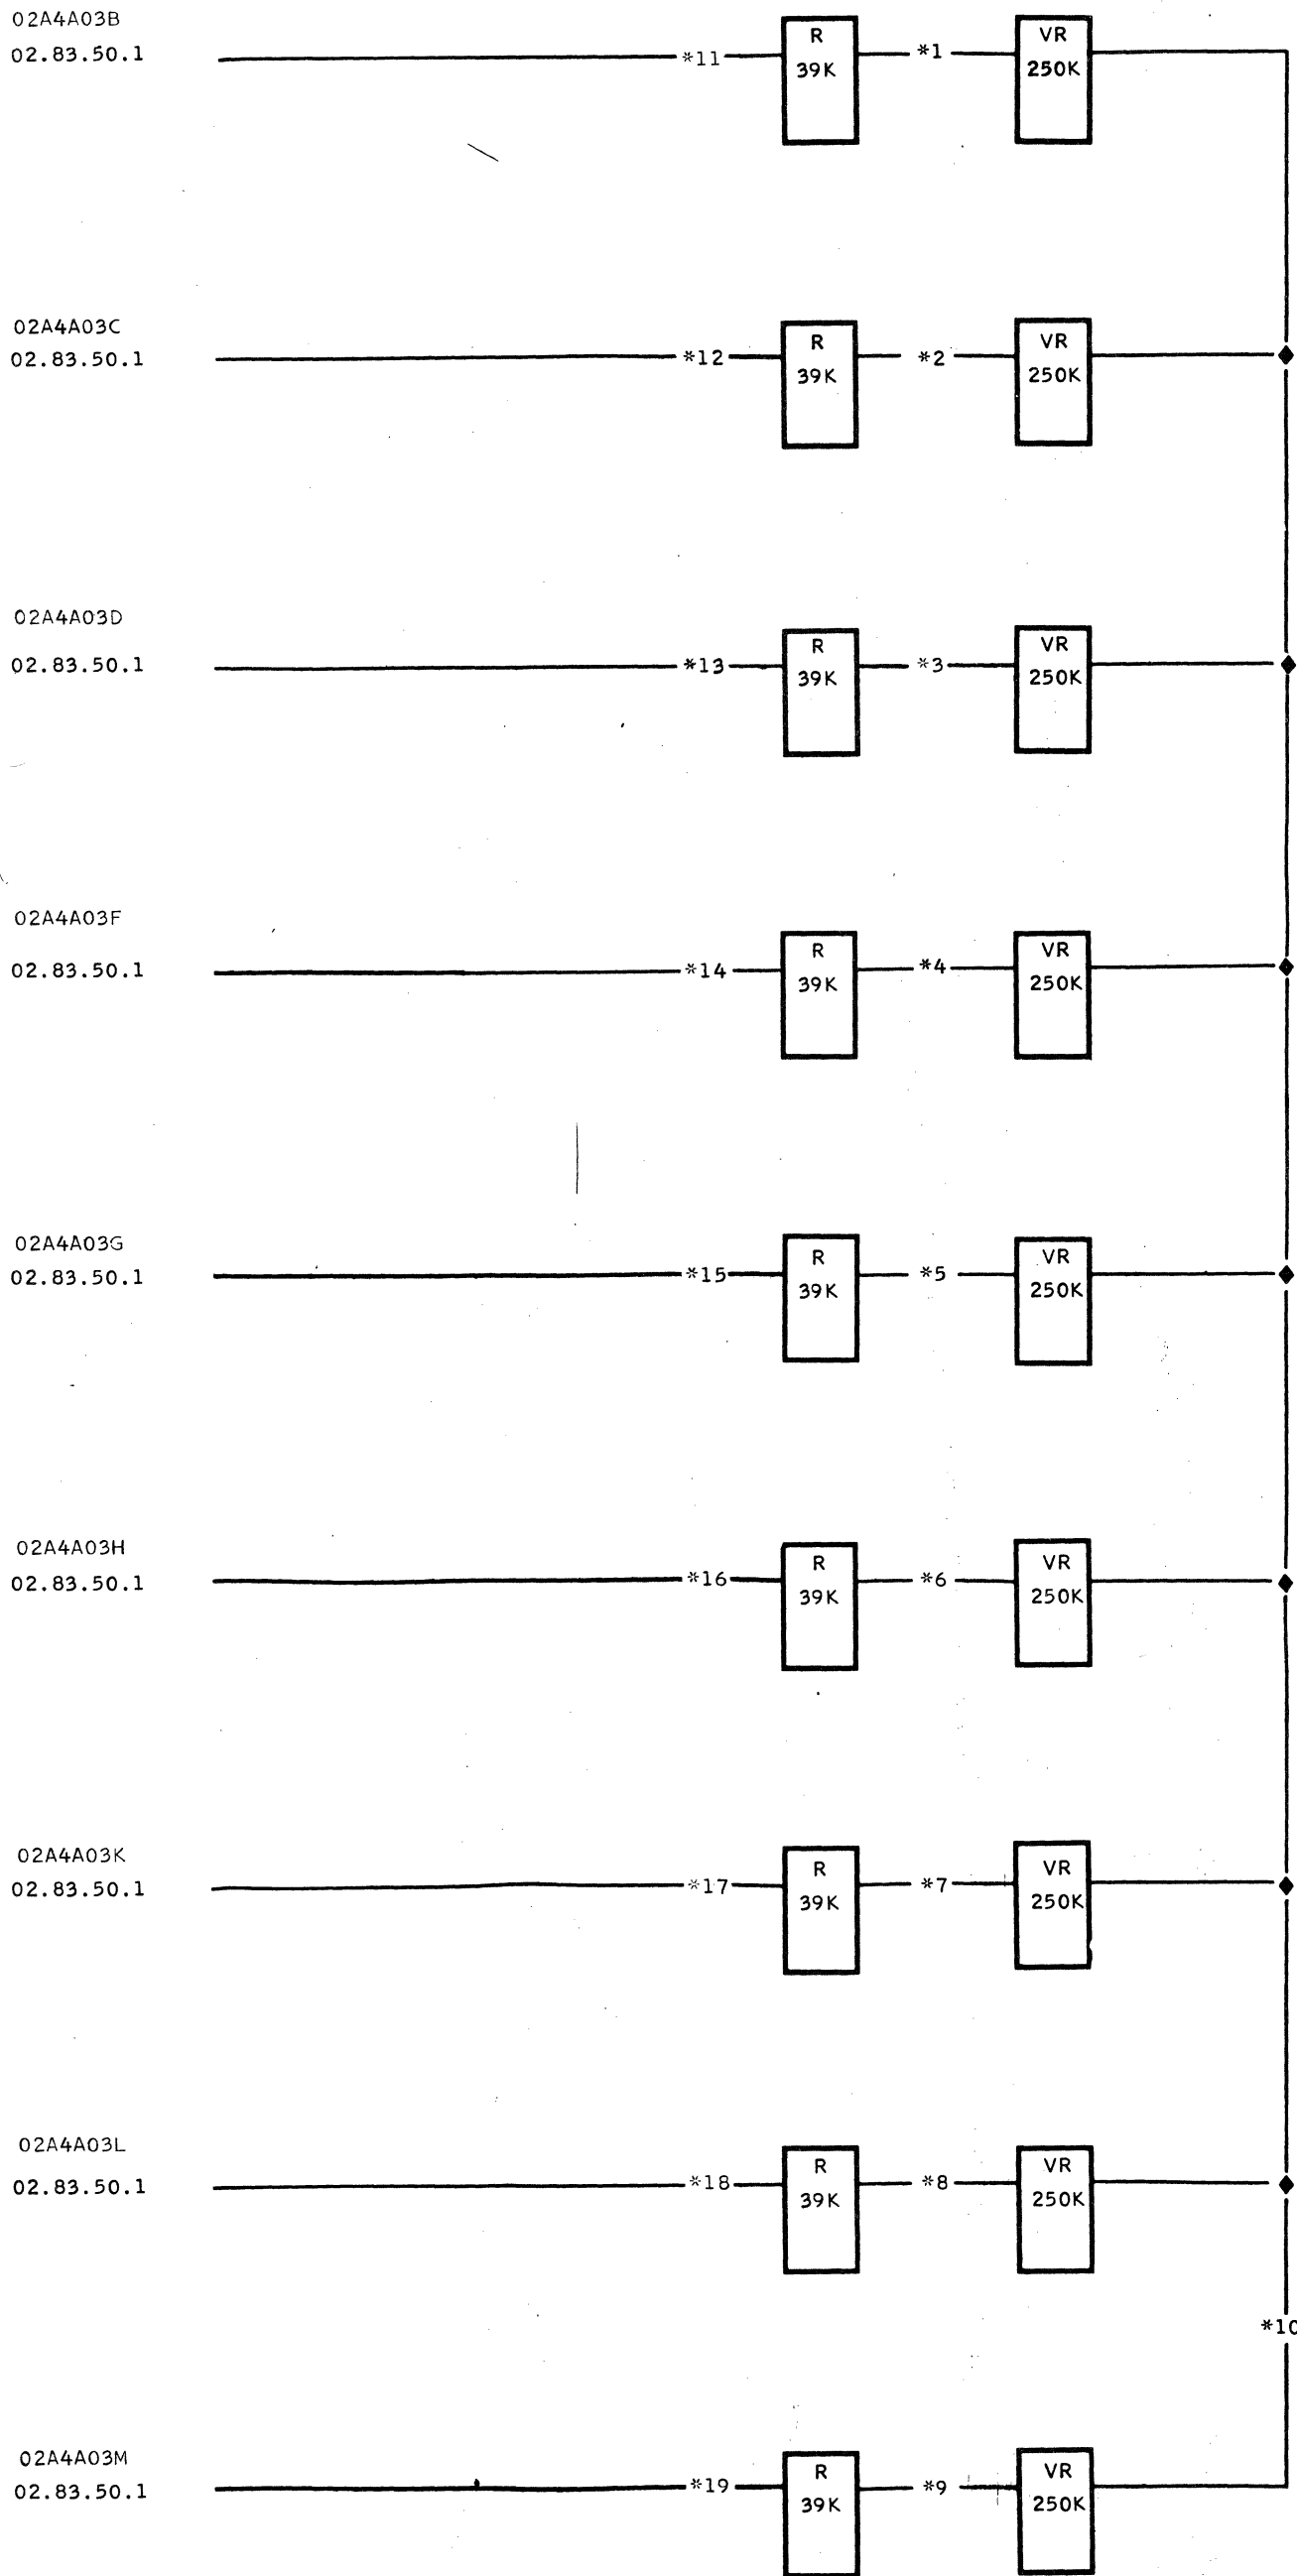 02A4A03B
02.83.50.1 *11 R 39K *1 VR 250K
02A4A03C
02.83.50.1 *12 R 39K *2 VR 250K
02A4A03D
02.83.50.1 *13 R 39K *3 VR 250K
02A4A03F
02.83.50.1 *14 R 39K *4 VR 250K
02A4A03G
02.83.50.1 *15 R 39K *5 VR 250K
02A4A03H
02.83.50.1 *16 R 39K *6 VR 250K
02A4A03K
02.83.50.1 *17 R 39K *7 VR 250K
02A4A03L
02.83.50.1 *18 R 39K *8 VR 250K
*10
02A4A03M
02.83.50.1 *19 R 39K *9 VR 250K